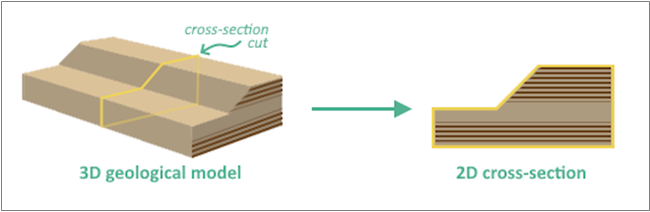 cross-section
cut
3D geological model
2D cross-section